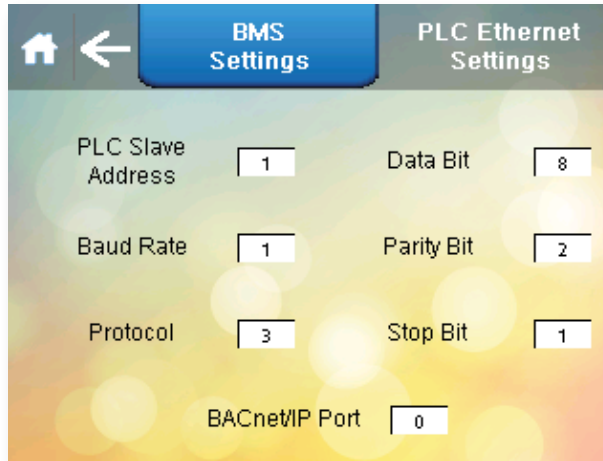 BMS
Settings
PLC Ethernet
Settings
PLC Slave
Address
1
Data Bit
8
Baud Rate
1
Parity Bit
2
Protocol
3
Stop Bit
1
BACnet/IP Port
0